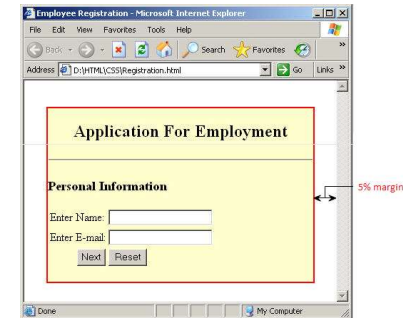 Employee Registration - Microsoft Internet Explorer
File Edit View Favorites Tools Help
Back Search Favorites »
Address D:\HTML\CSS\Registration.html Go Links »
Application For Employment
Personal Information
5% margin
Enter Name:
Enter E-mail:
Next Reset
Done My Computer